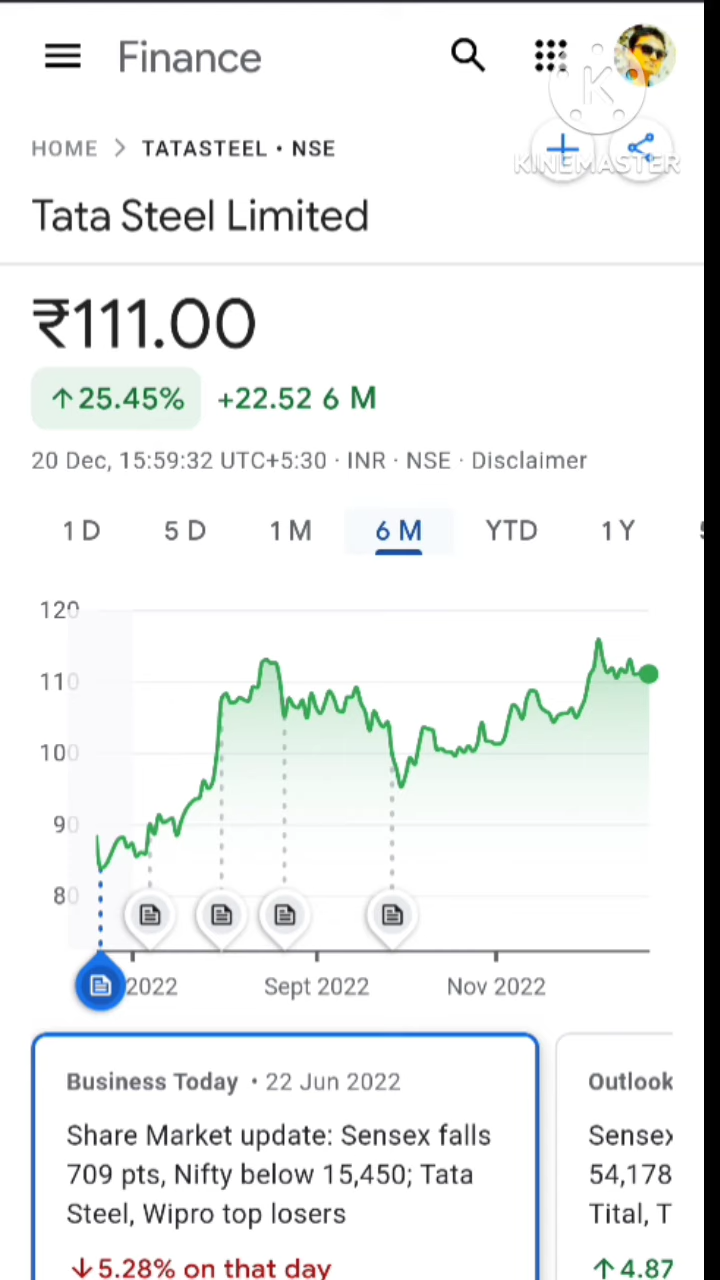 Finance
KINEMASTER
HOME > TATASTEEL • NSE
Tata Steel Limited
₹111.00
↑25.45% +22.52 6 M
20 Dec, 15:59:32 UTC+5:30 · INR · NSE · Disclaimer
1 D 5 D 1 M 6 M YTD 1 Y
120
110
100
90
80
2022 Sept 2022 Nov 2022
Business Today • 22 Jun 2022
Share Market update: Sensex falls
709 pts, Nifty below 15,450; Tata
Steel, Wipro top losers
↓5.28% on that day
Outlook
Sensex
54,178
Tital, T
↑4.87